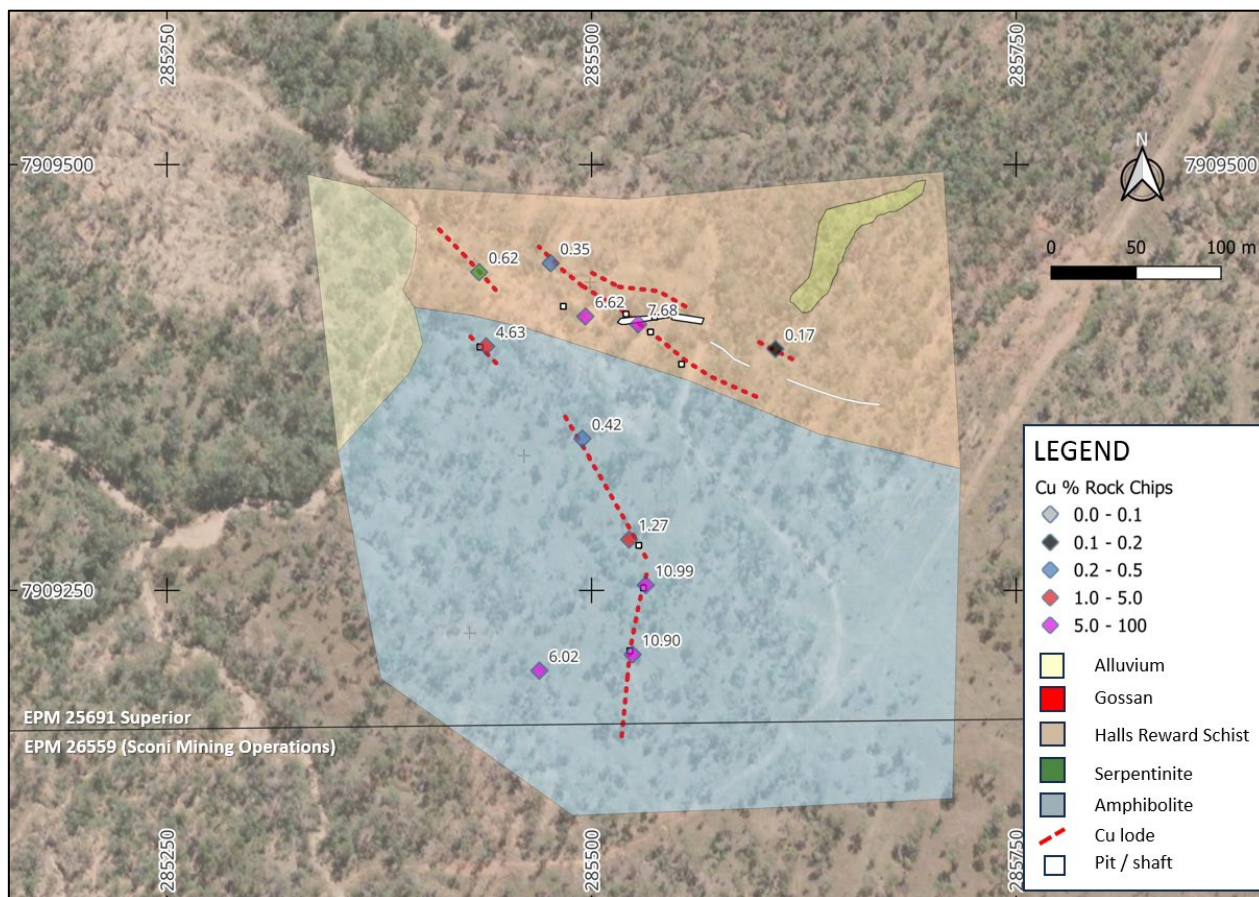 285250
285500
285750
7909500
7909500
N
0 50 100 m
0.62
0.35
6.62
7.68
0.17
4.63
0.42
1.27
10.99
7909250
10.90
6.02
EPM 25691 Superior
EPM 26559 (Sconi Mining Operations)
285250
285500
285750
LEGEND
Cu % Rock Chips
0.0 - 0.1
0.1 - 0.2
0.2 - 0.5
1.0 - 5.0
5.0 - 100
Alluvium
Gossan
Halls Reward Schist
Serpentinite
Amphibolite
Cu lode
Pit / shaft